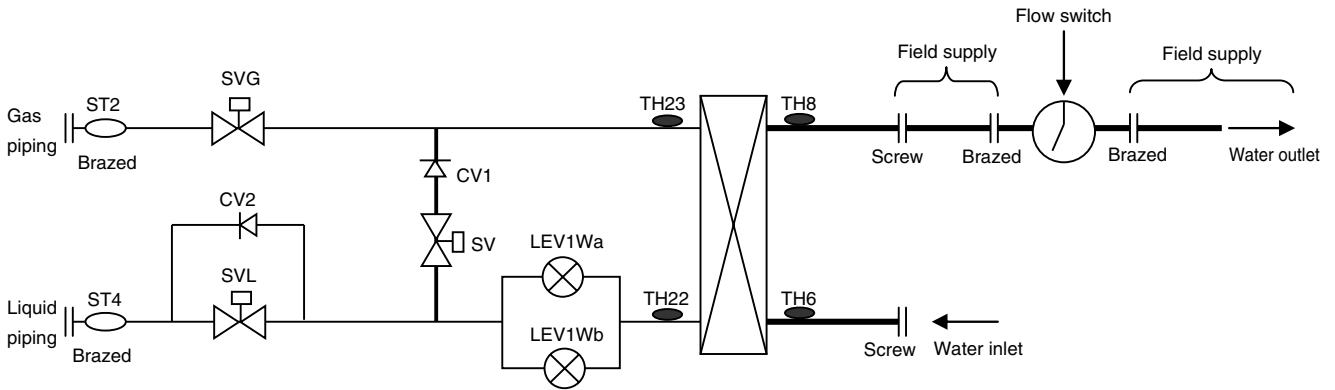 Flow switch
Field supply
Field supply
SVG
ST2
TH23
TH8
Gas
piping
Brazed
Screw
Brazed
Brazed
Water outlet
CV1
CV2
SV
LEV1Wa
SVL
ST4
TH22
TH6
Liquid
piping
Brazed
LEV1Wb
Screw
Water inlet